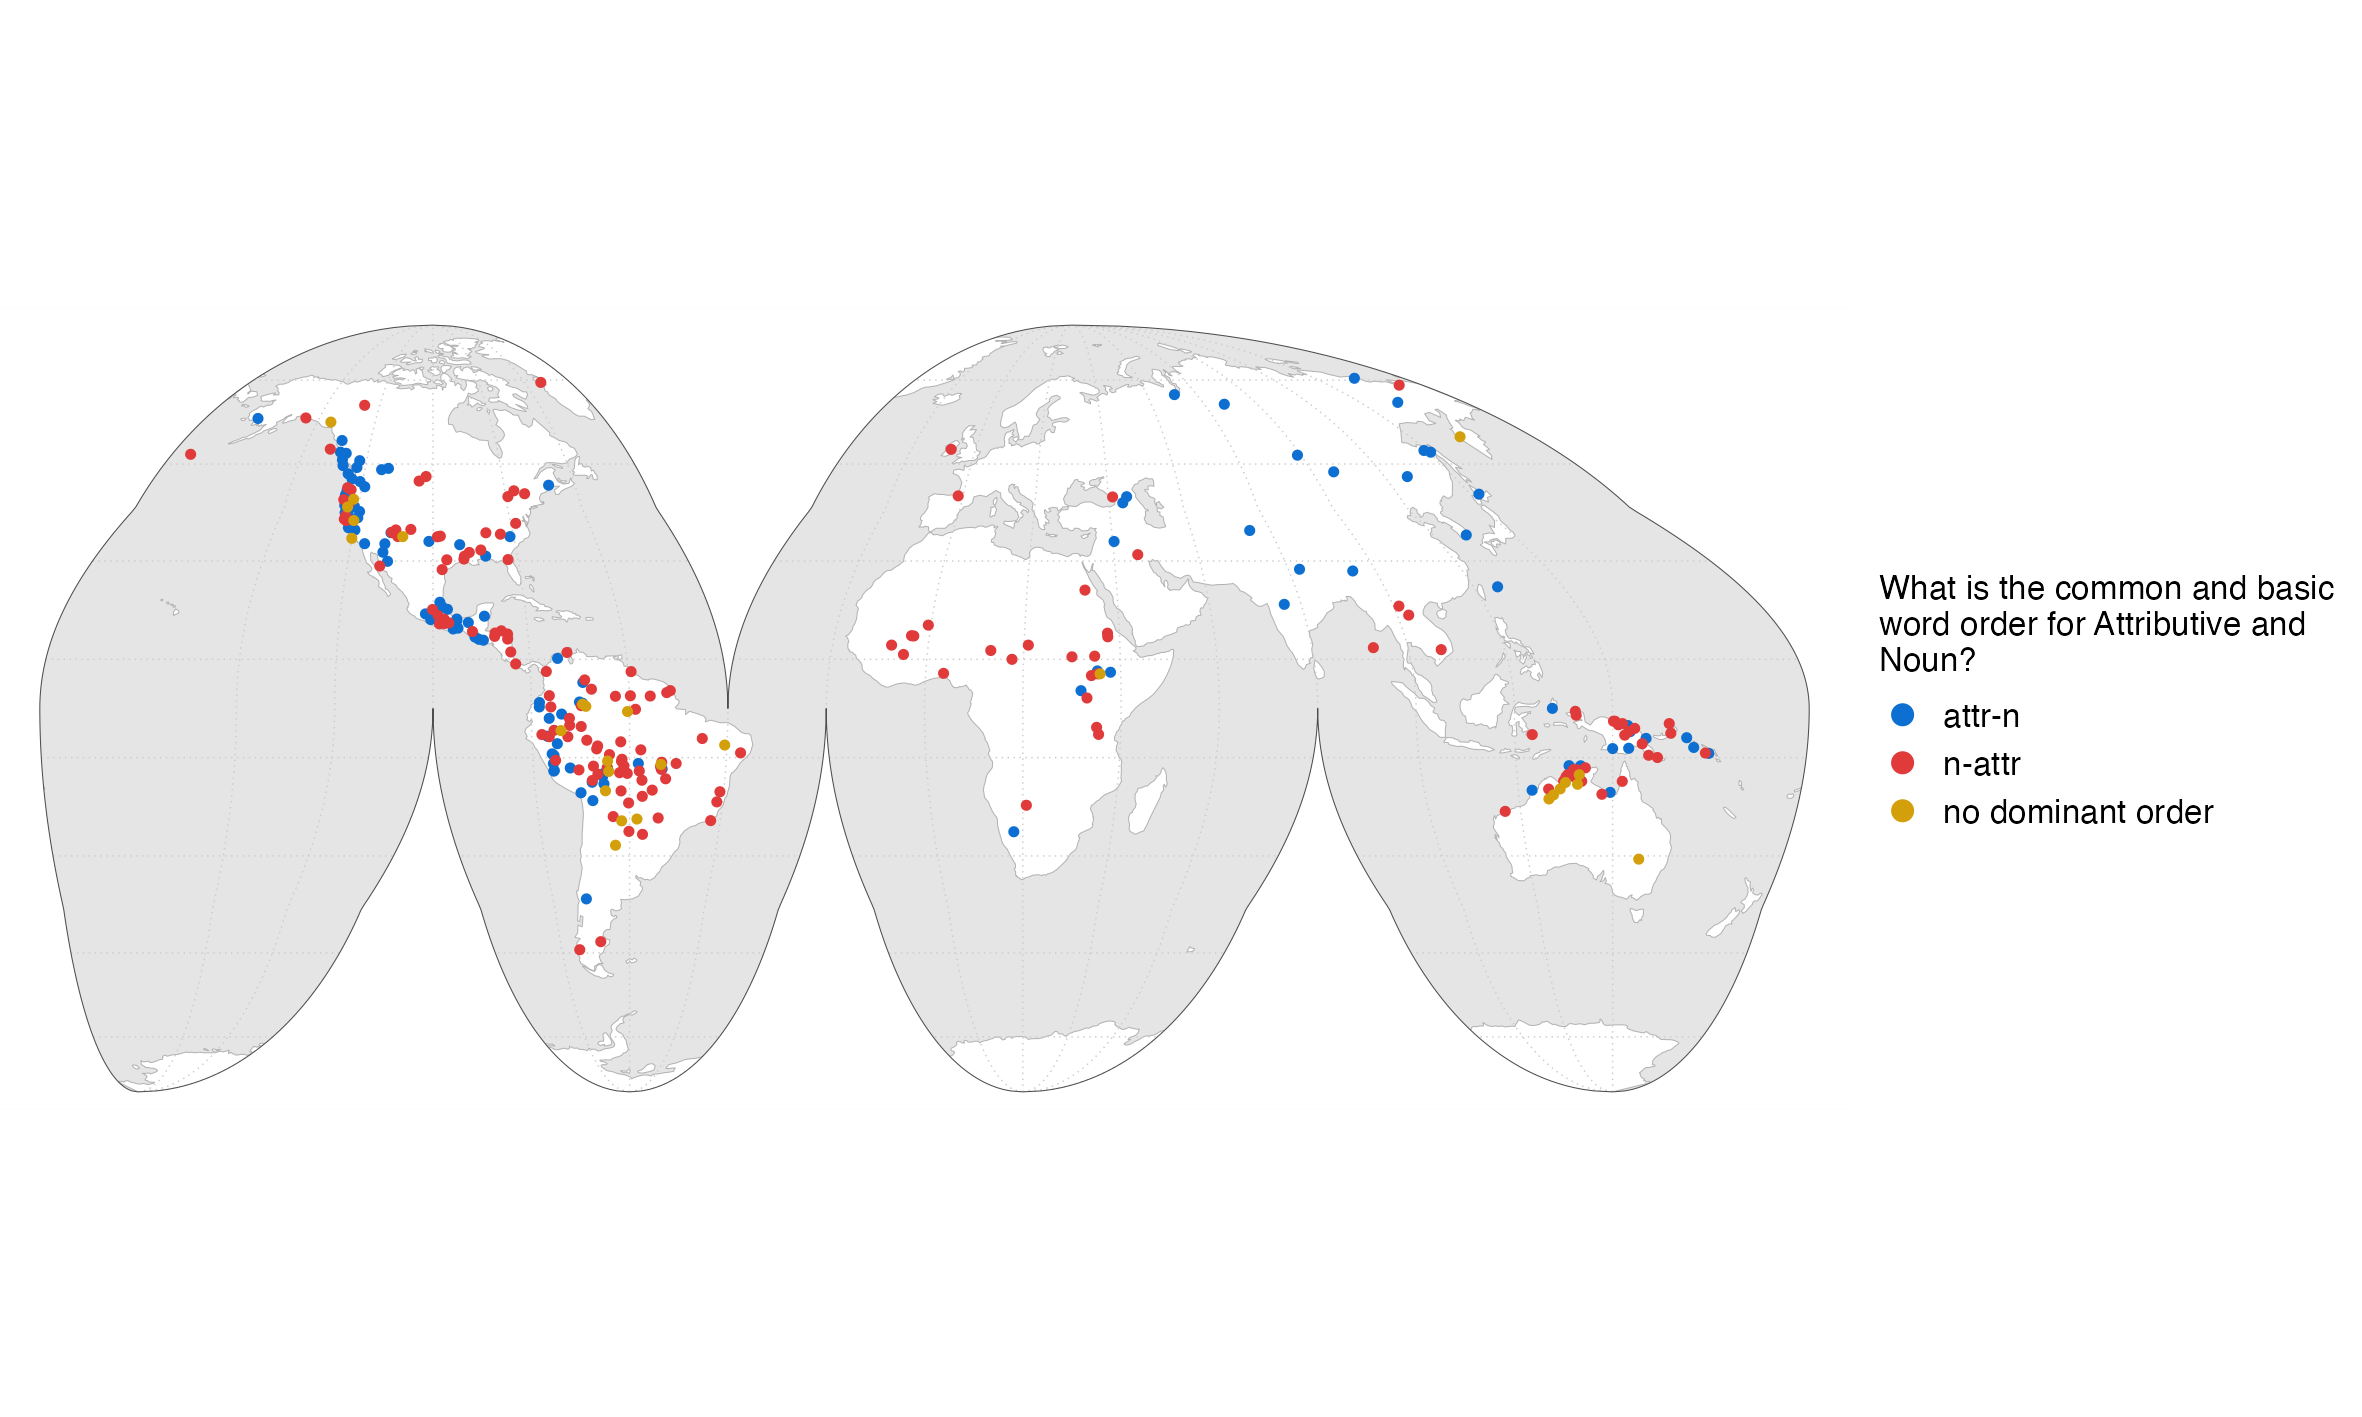 What is the common and basic
word order for Attributive and
Noun?
attr-n
n-attr
no dominant order